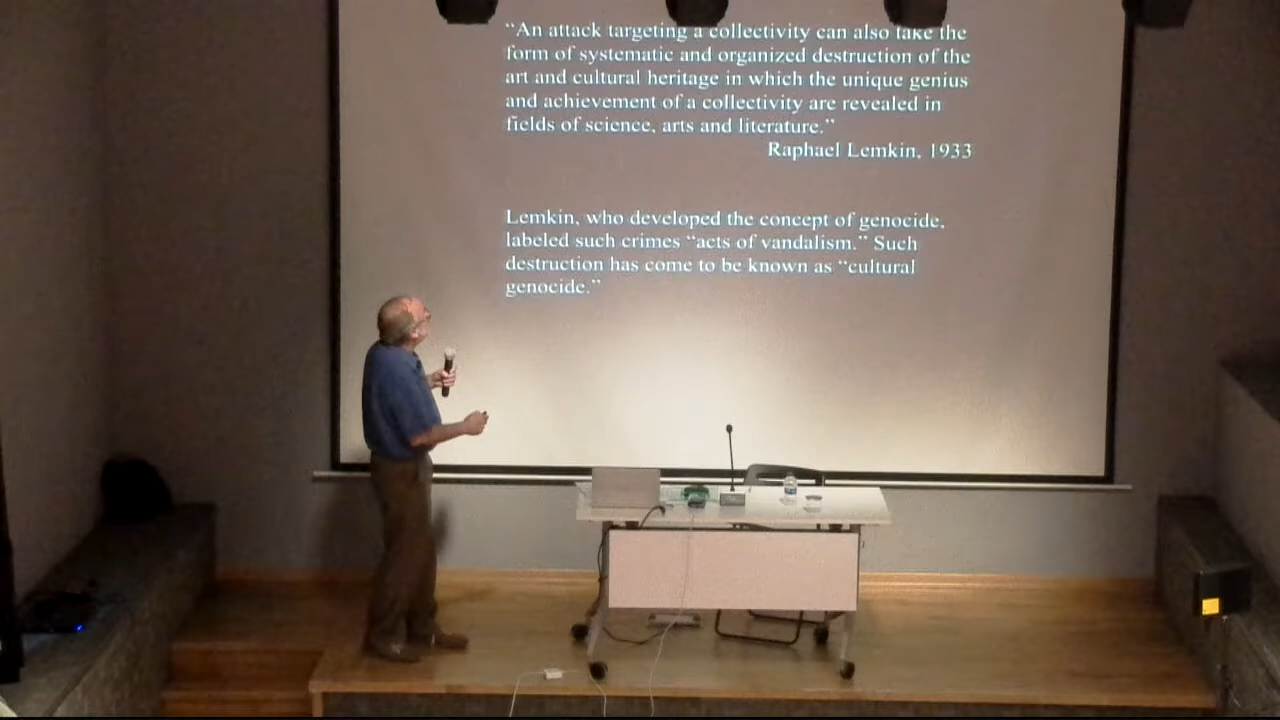 “An attack targeting a collectivity can also take the
form of systematic and organized destruction of the
art and cultural heritage in which the unique genius
and achievement of a collectivity are revealed in
fields of science, arts and literature.”
Raphael Lemkin, 1933
Lemkin, who developed the concept of genocide,
labeled such crimes “acts of vandalism.” Such
destruction has come to be known as “cultural
genocide.”